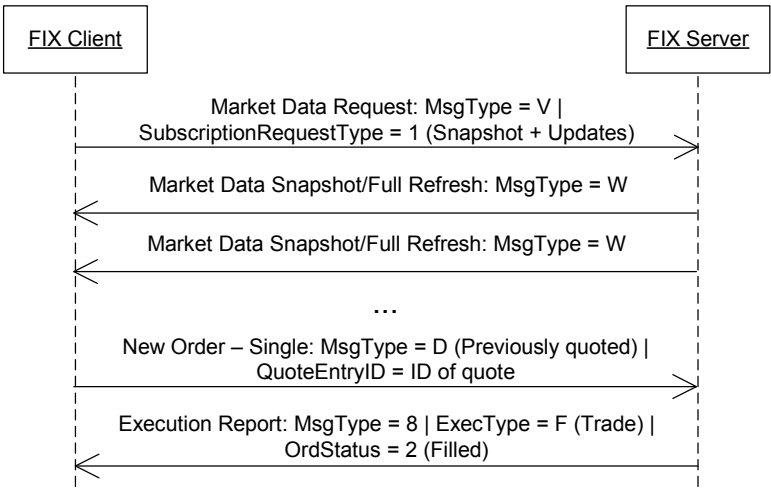 FIX Client
FIX Server
Market Data Request: MsgType = V |
SubscriptionRequestType = 1 (Snapshot + Updates)
Market Data Snapshot/Full Refresh: MsgType = W
Market Data Snapshot/Full Refresh: MsgType = W
...
New Order – Single: MsgType = D (Previously quoted) |
QuoteEntryID = ID of quote
Execution Report: MsgType = 8 | ExecType = F (Trade) |
OrdStatus = 2 (Filled)